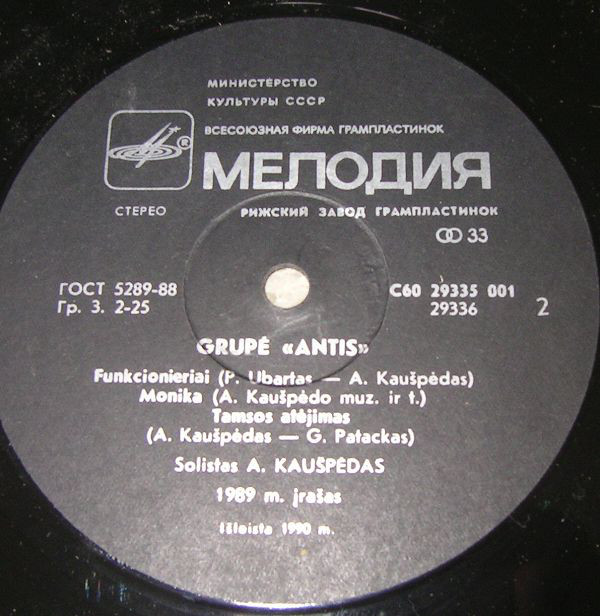 МИНИСТЕРСТВО
КУЛЬТУРЫ СССР
ВСЕСОЮЗНАЯ ФИРМА ГРАМПЛАСТИНОК
®
МЕЛОДИЯ
СТЕРЕО РИЖСКИЙ ЗАВОД ГРАМПЛАСТИНОК
33
ГОСТ 5289-88 С60 29335 001
Гр. 3. 2-25 29336 2
GRUPĖ «ANTIS»
Funkcionieriai (P. Ubartas — A. Kaušpėdas)
Monika (A. Kaušpėdo muz. ir t.)
Tamsos atėjimas
(A. Kaušpėdas — G. Patackas)
Solistas A. KAUŠPĖDAS
1989 m. įrašas
Išleista 1990 m.